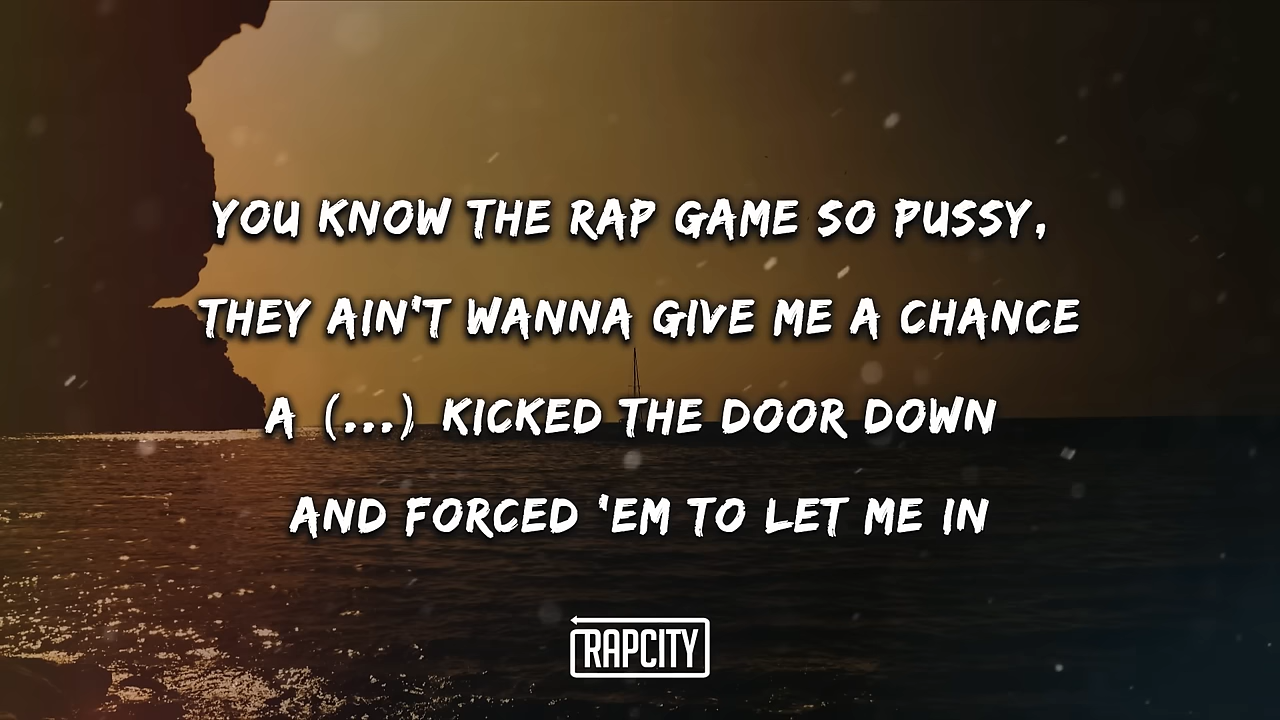 YOU KNOW THE RAP GAME SO PUSSY,
THEY AIN'T WANNA GIVE ME A CHANCE
A (...) KICKED THE DOOR DOWN
AND FORCED 'EM TO LET ME IN
RAPCITY